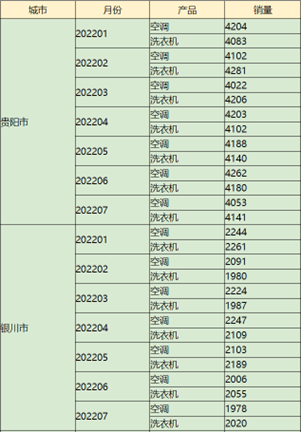 城市 月份 产品 销量
贵阳市 202201 空调 4204
洗衣机 4083
202202 空调 4102
洗衣机 4281
202203 空调 4022
洗衣机 4206
202204 空调 4203
洗衣机 4102
202205 空调 4188
洗衣机 4140
202206 空调 4262
洗衣机 4180
202207 空调 4053
洗衣机 4141
银川市 202201 空调 2244
洗衣机 2261
202202 空调 2091
洗衣机 1980
202203 空调 2224
洗衣机 1987
202204 空调 2247
洗衣机 2109
202205 空调 2103
洗衣机 2189
202206 空调 2006
洗衣机 2055
202207 空调 1978
洗衣机 2020